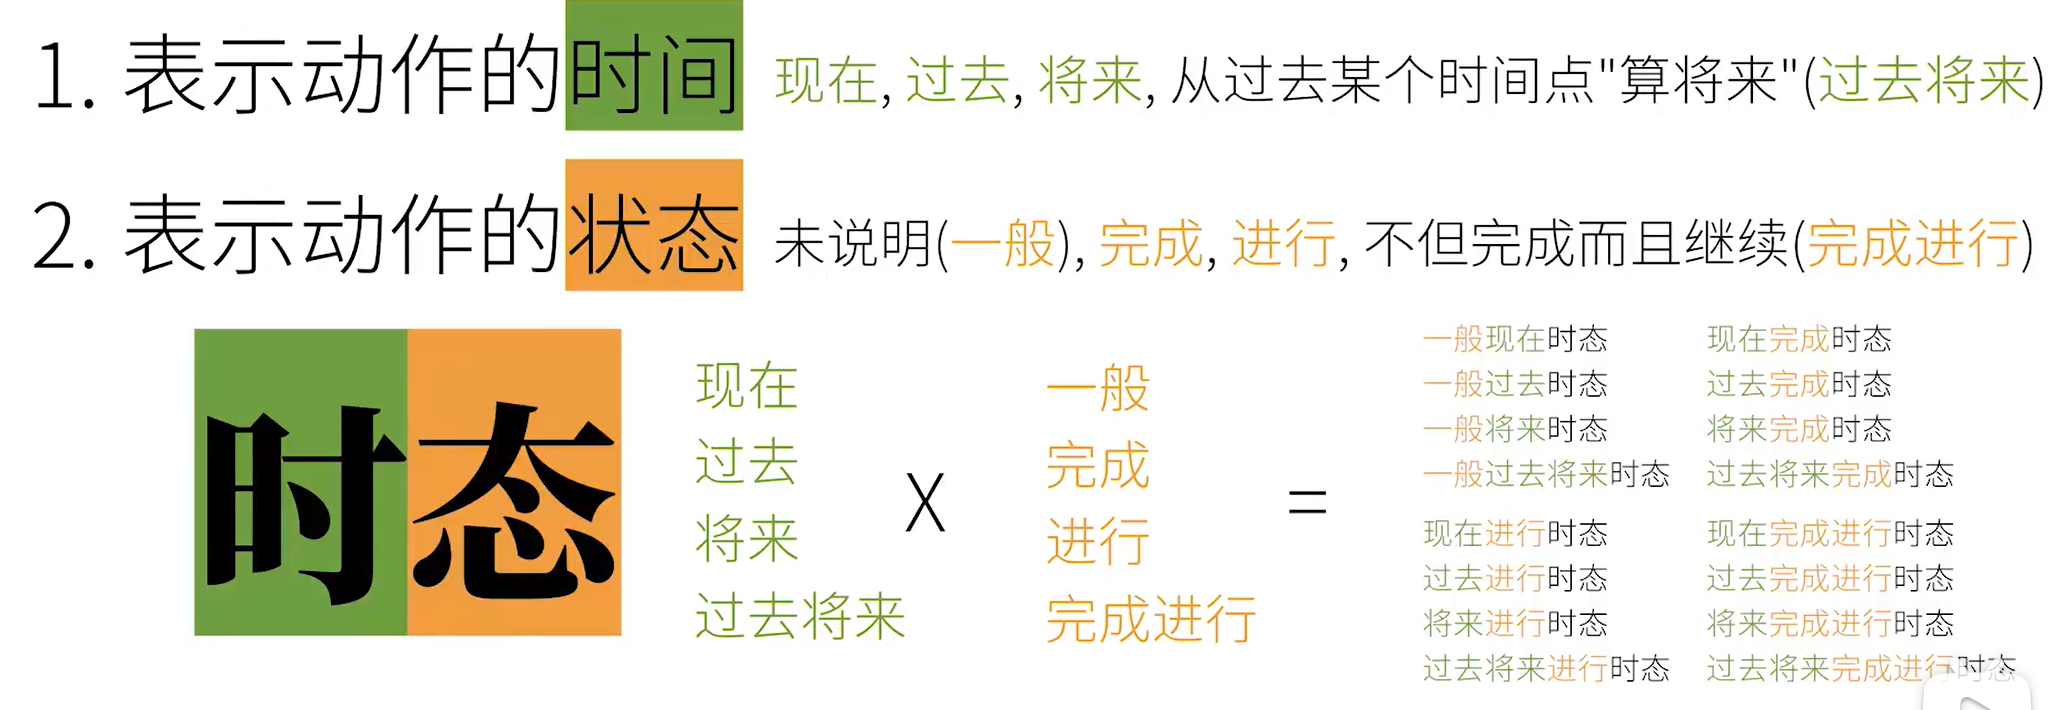 1. 表示动作的时间 现在, 过去, 将来, 从过去某个时间点"算将来"(过去将来)
2. 表示动作的状态 未说明(一般), 完成, 进行, 不但完成而且继续(完成进行)
时态
现在
过去
将来
过去将来
X
一般
完成
进行
完成进行
=
一般现在时态
一般过去时态
一般将来时态
一般过去将来时态
现在完成时态
过去完成时态
将来完成时态
过去将来完成时态
现在进行时态
过去进行时态
将来进行时态
过去将来进行时态
现在完成进行时态
过去完成进行时态
将来完成进行时态
过去将来完成进行时态